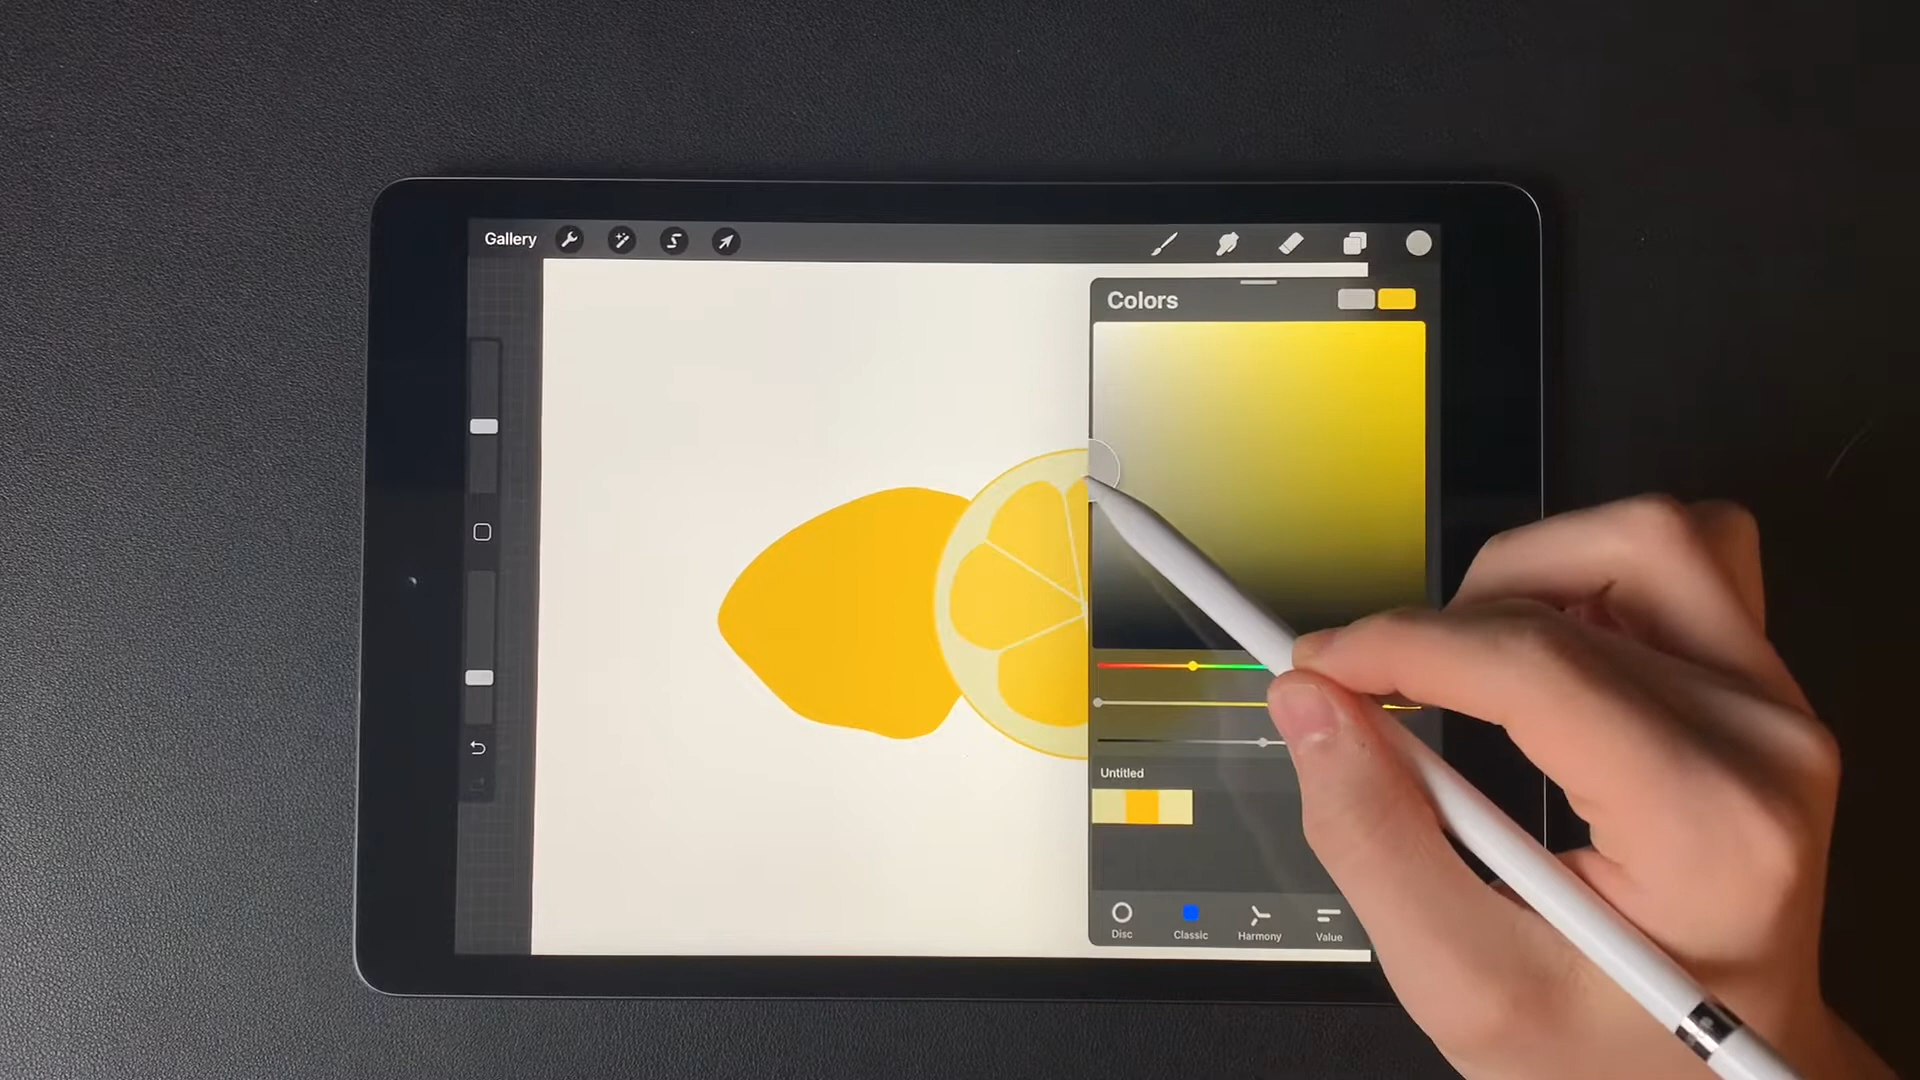 Gallery
Colors
Untitled
Disc
Classic
Harmony
Value